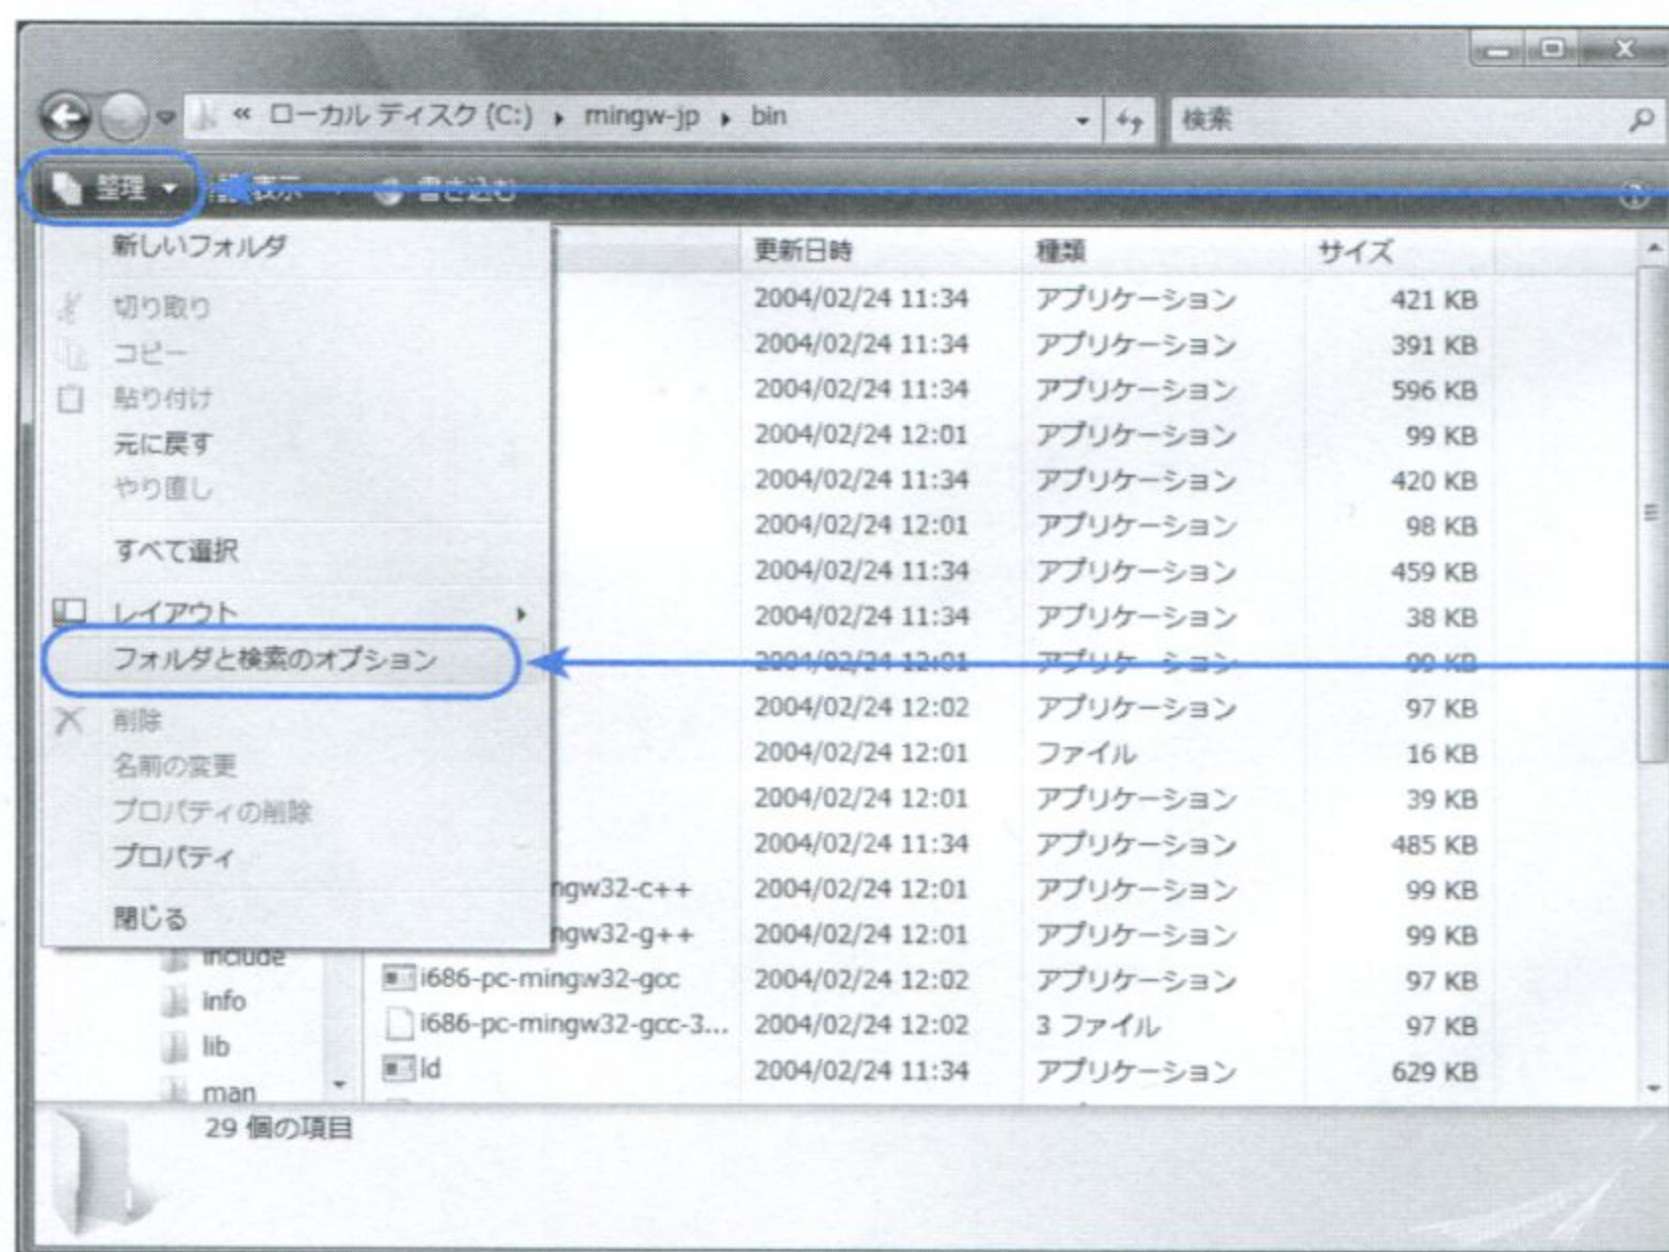 « ローカル ディスク (C:) ▸ mingw-jp ▸ bin
検索
整理 表示 書き込む
新しいフォルダ
切り取り
コピー
貼り付け
元に戻す
やり直し
すべて選択
レイアウト
フォルダと検索のオプション
削除
名前の変更
プロパティの削除
プロパティ
閉じる
更新日時 種類 サイズ
2004/02/24 11:34 アプリケーション 421 KB
2004/02/24 11:34 アプリケーション 391 KB
2004/02/24 11:34 アプリケーション 596 KB
2004/02/24 12:01 アプリケーション 99 KB
2004/02/24 11:34 アプリケーション 420 KB
2004/02/24 12:01 アプリケーション 98 KB
2004/02/24 11:34 アプリケーション 459 KB
2004/02/24 11:34 アプリケーション 38 KB
2004/02/24 12:01 アプリケーション 99 KB
2004/02/24 12:02 アプリケーション 97 KB
2004/02/24 12:01 ファイル 16 KB
2004/02/24 12:01 アプリケーション 39 KB
2004/02/24 11:34 アプリケーション 485 KB
ngw32-c++ 2004/02/24 12:01 アプリケーション 99 KB
ngw32-g++ 2004/02/24 12:01 アプリケーション 99 KB
i686-pc-mingw32-gcc 2004/02/24 12:02 アプリケーション 97 KB
i686-pc-mingw32-gcc-3... 2004/02/24 12:02 3 ファイル 97 KB
ld 2004/02/24 11:34 アプリケーション 629 KB
include
info
lib
man
29 個の項目